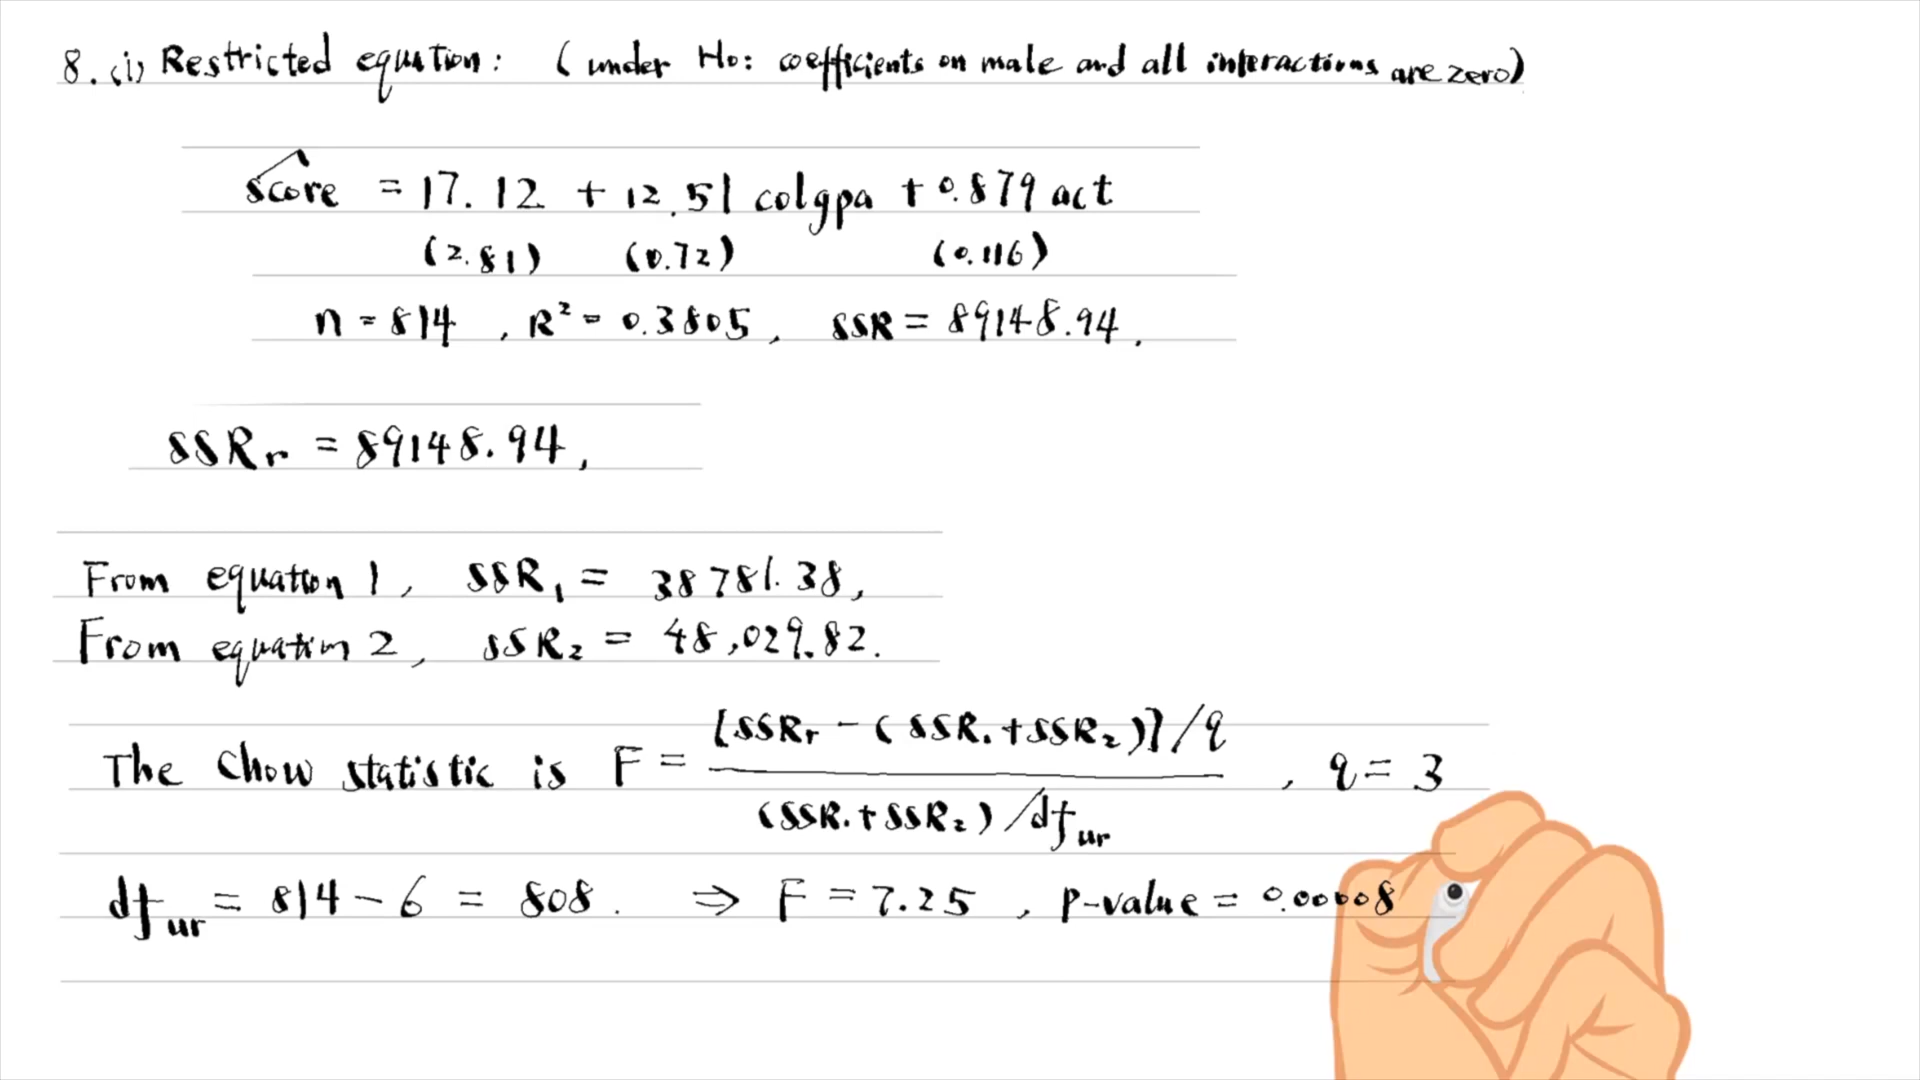 8. (i) Restricted equation: (under H0: coefficients on male and all interactions are zero)
score^ = 17.12 + 12.51 colgpa + 0.879 act
(2.81) (0.72) (0.116)
n = 814, R² = 0.3805, SSR = 89148.94.
SSRr = 89148.94,
From equation 1, SSR₁ = 38781.38,
From equation 2, SSR₂ = 48,029.82.
The Chow statistic is F = [SSRr - (SSR₁ + SSR₂)]/q / (SSR₁ + SSR₂)/dfur, q = 3
dfur = 814 - 6 = 808. ⇒ F = 7.25, p-value = 0.00008